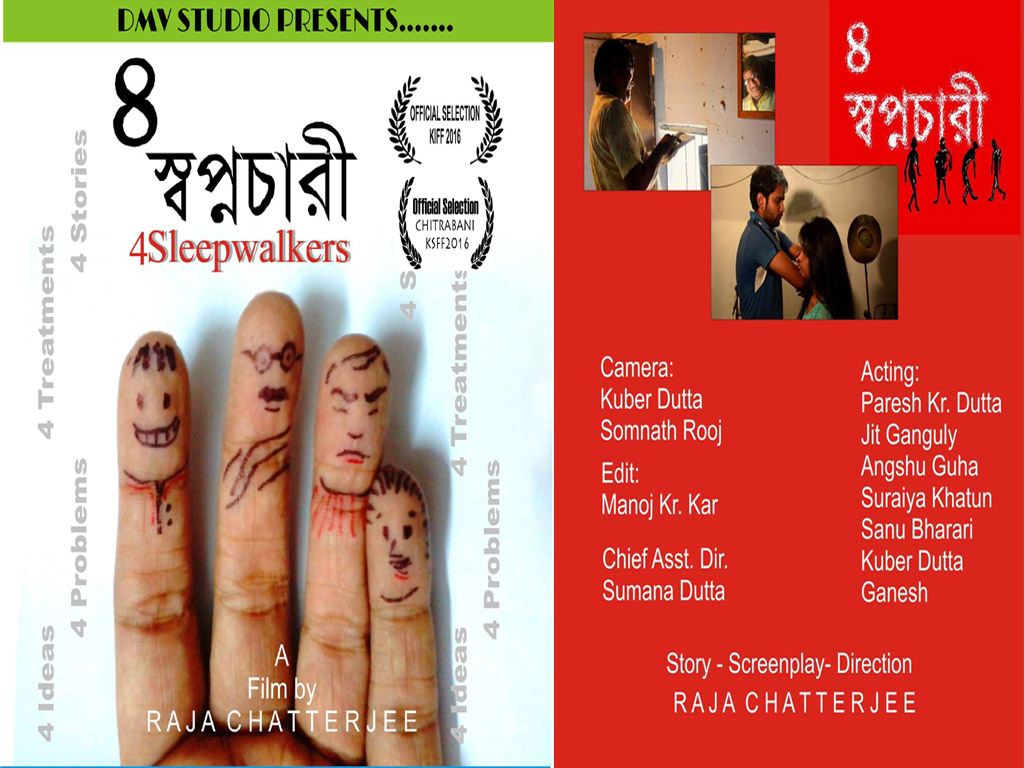 DMV STUDIO PRESENTS.......
৪
স্বপ্নচারী
4Sleepwalkers
OFFICIAL SELECTION
KIFF 2016
Official Selection
CHITRABANI
KSFF2016
4 Ideas
4 Treatments
4 Problems
4 Stories
4 Ideas
4 Treatments
4 Problems
4 S
A
Film by
RAJA CHATTERJEE
৪
স্বপ্নচারী
Camera:
Kuber Dutta
Somnath Rooj
Edit:
Manoj Kr. Kar
Chief Asst. Dir.
Sumana Dutta
Acting:
Paresh Kr. Dutta
Jit Ganguly
Angshu Guha
Suraiya Khatun
Sanu Bharari
Kuber Dutta
Ganesh
Story - Screenplay- Direction
RAJA CHATTERJEE